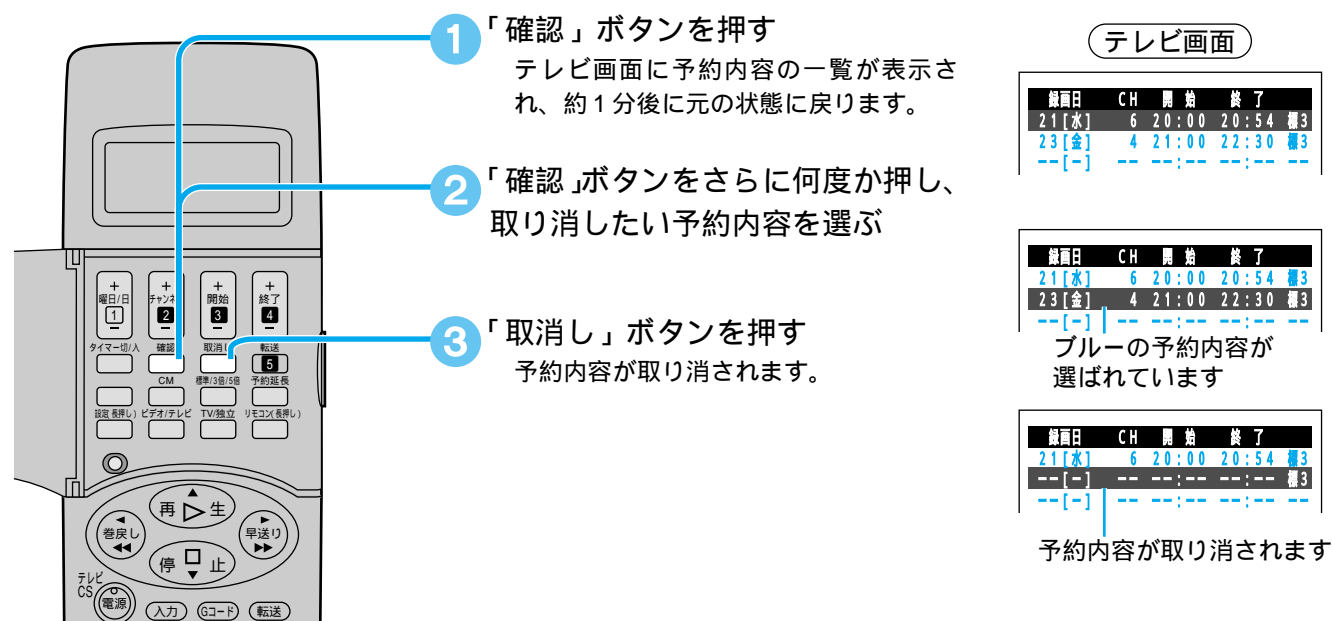 1 「確認」ボタンを押す
テレビ画面に予約内容の一覧が表示さ
れ、約1分後に元の状態に戻ります。
2 「確認」ボタンをさらに何度か押し、
取り消したい予約内容を選ぶ
3 「取消し」ボタンを押す
予約内容が取り消されます。
テレビ画面
録画日 CH 開始 終了
21[水] 6 20:00 20:54 標3
23[金] 4 21:00 22:30 標3
--[-] -- --:-- --:-- --
録画日 CH 開始 終了
21[水] 6 20:00 20:54 標3
23[金] 4 21:00 22:30 標3
--[-] -- --:-- --:-- --
ブルーの予約内容が
選ばれています
録画日 CH 開始 終了
21[水] 6 20:00 20:54 標3
--[-] -- --:-- --:-- 標3
--[-] -- --:-- --:-- --
予約内容が取り消されます
+ + + +
曜日/日 チャンネル 開始 終了
1 2 3 4
− − − −
タイマー切/入 確認 取消し 転送
5
CM 標準/3倍/5倍 予約延長
設定(長押し) ビデオ/テレビ TV/独立 リモコン(長押し)
再生
巻戻し 早送り
停止
テレビ
CS
電源
入力 Gコード 転送